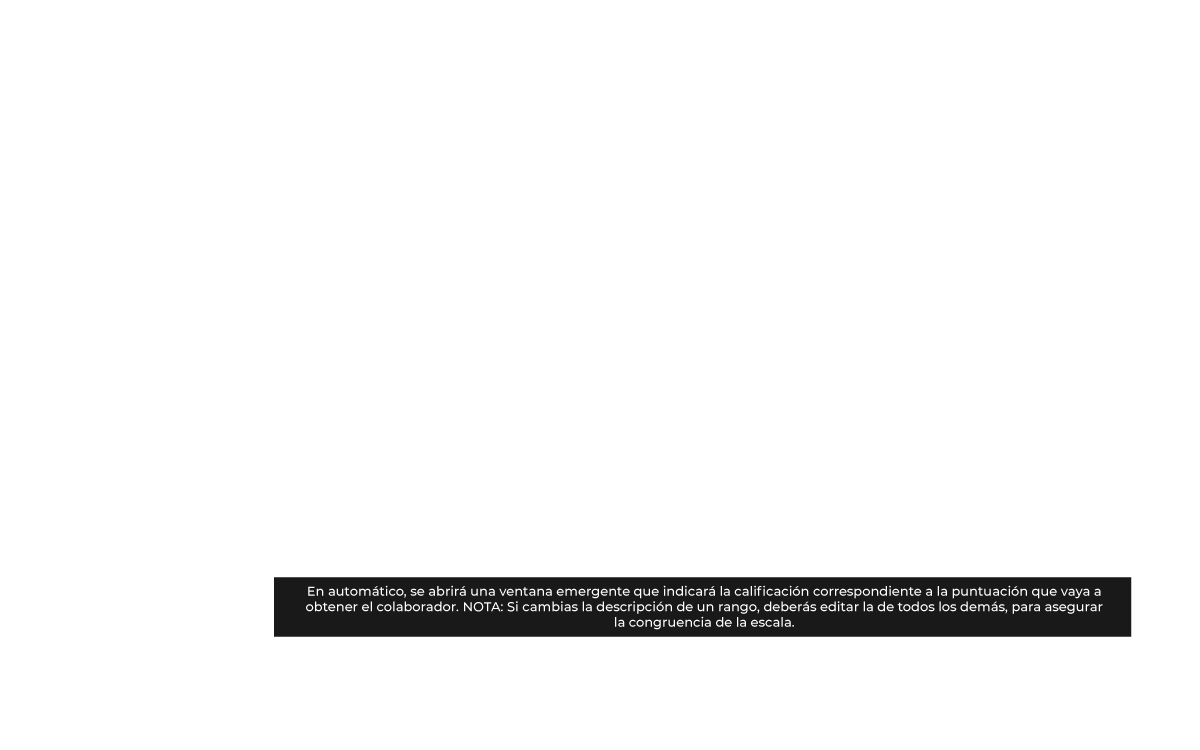 En automático, se abrirá una ventana emergente que indicará la calificación correspondiente a la puntuación que vaya a
obtener el colaborador. NOTA: Si cambias la descripción de un rango, deberás editar la de todos los demás, para asegurar
la congruencia de la escala.